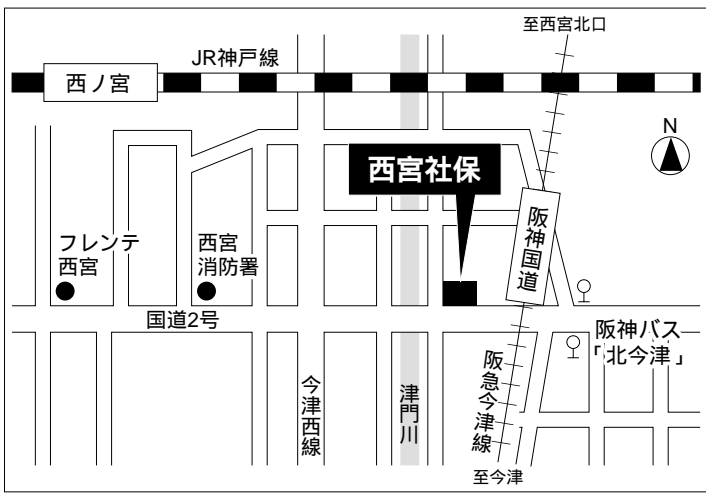 至西宮北口
JR神戸線
西ノ宮
N
西宮社保
フレンテ
西宮
西宮
消防署
阪神国道
国道2号
阪神バス
「北今津」
今津西線
津門川
阪急今津線
至今津